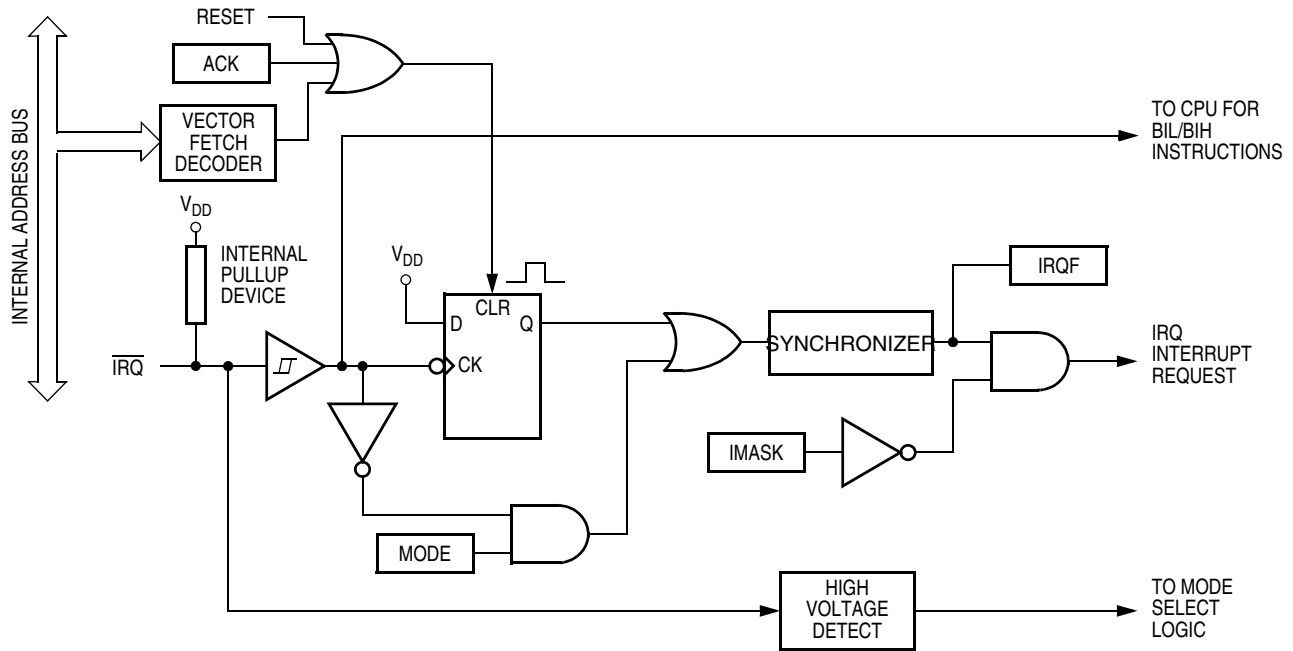 RESET
ACK
INTERNAL ADDRESS BUS
VECTOR
FETCH
DECODER
TO CPU FOR
BIL/BIH
INSTRUCTIONS
VDD
INTERNAL
PULLUP
DEVICE
VDD
CLR
D
Q
CK
IRQ
SYNCHRONIZER
IRQF
IRQ
INTERRUPT
REQUEST
IMASK
MODE
HIGH
VOLTAGE
DETECT
TO MODE
SELECT
LOGIC